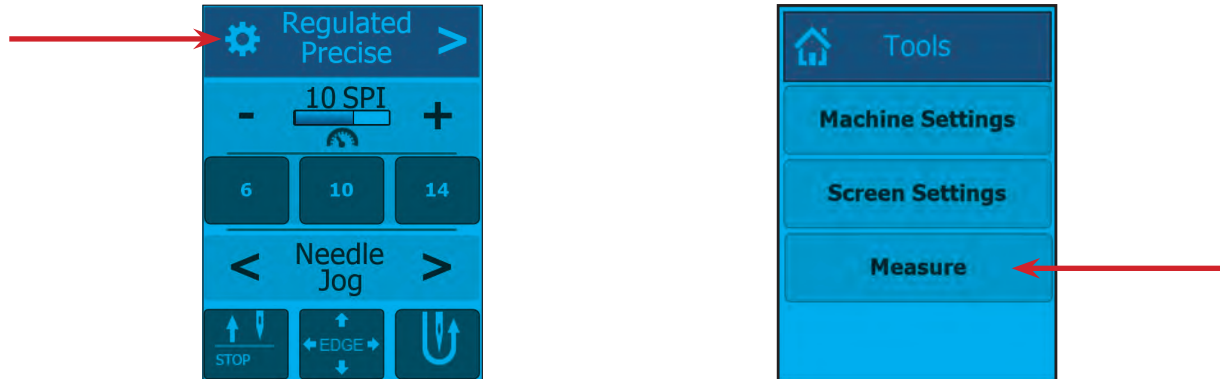 Regulated
Precise
>
- 10 SPI +
6 10 14
< Needle >
Jog
STOP
EDGE
Tools
Machine Settings
Screen Settings
Measure